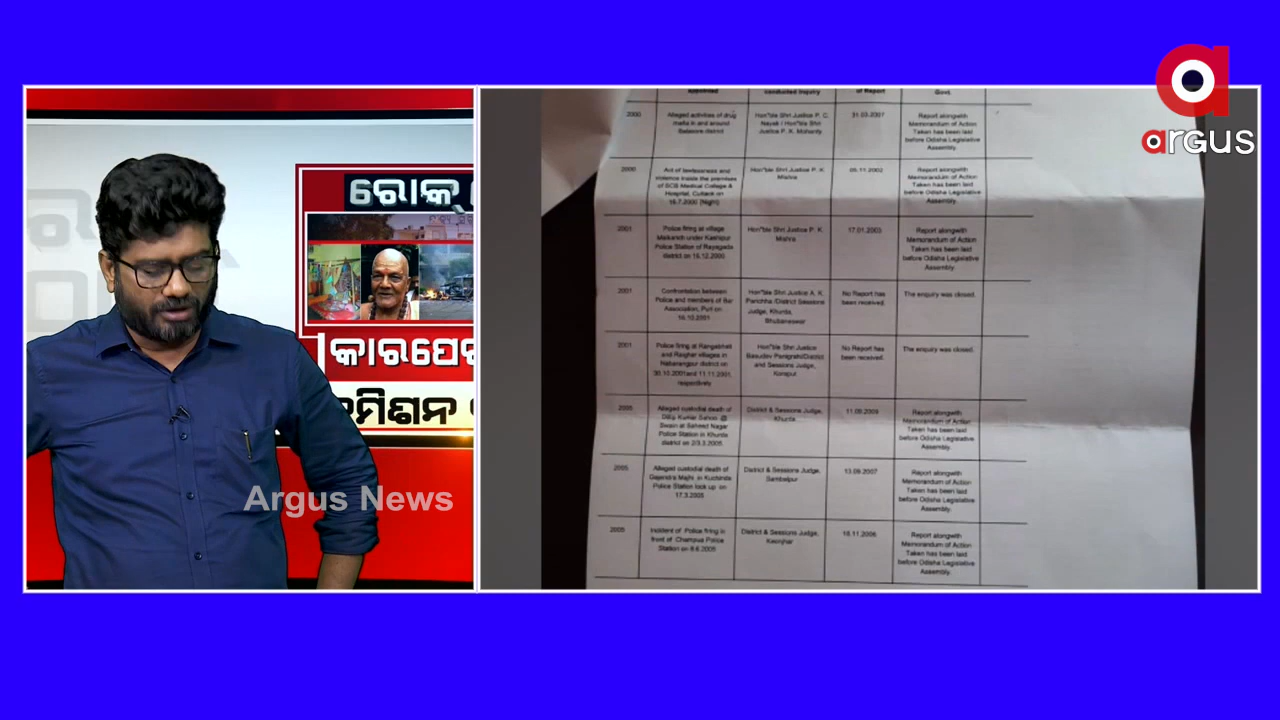 argus
ରୋକ୍
କାରପେଟ
କମିଶନ
Argus News
appointed
conducted inquiry
of Report
Govt.
2000
Alleged activities of drug
mafia in and around
Balasore district
Hon'ble Shri Justice P. C.
Nayak / Hon'ble Shri
Justice P. K. Mohanty
31.03.2007
Report alongwith
Memorandum of Action
Taken has been laid
before Odisha Legislative
Assembly.
2000
Act of lawlessness and
violence inside the premises
of SCB Medical College &
Hospital, Cuttack on
15.7.2000 (Night)
Hon'ble Shri Justice P. K.
Mishra
05.11.2002
Report alongwith
Memorandum of Action
Taken has been laid
before Odisha Legislative
Assembly.
2001
Police firing at village
Maikanch under Kashipur
Police Station of Rayagada
district on 16.12.2000
Hon'ble Shri Justice P. K.
Mishra
17.01.2003
Report alongwith
Memorandum of Action
Taken has been laid
before Odisha Legislative
Assembly.
2001
Confrontation between
Police and members of Bar
Association, Puri on
Hon'ble Shri Justice A. K.
Panchha /District Sessions
Judge, Khurda,
Bhubaneswar
No Report has
been received.
The enquiry was closed.
2001
Police firing at Rangabhati
and Raighar villages in
Nabarangpur district on
30.10.2001and 11.11.2001,
respectively
Hon'ble Shri Justice
Basudev Panigrahi/District
and Sessions Judge,
Koraput
No Report has
been received.
The enquiry was closed.
2005
Alleged custodial death of
Dillip Kumar Sahoo @
Swain at Saheed Nagar
Police Station in Khurda
district on 2/3.3.2005.
District & Sessions Judge,
Khurda.
Report alongwith
Memorandum of Action
Taken has been laid
before Odisha Legislative
Assembly.
2005
Alleged custodial death of
Gajendra Majhi in Kuchinda
Police Station lock up on
17.3.2005
District & Sessions Judge,
Sambalpur
13.09.2007
Report alongwith
Memorandum of Action
Taken has been laid
before Odisha Legislative
Assembly.
2005
Incident of Police firing in
front of Champua Police
Station on 6.6.2005
District & Sessions Judge,
Keonjhar
18.11.2006
Report alongwith
Memorandum of Action
Taken has been laid
before Odisha Legislative
Assembly.